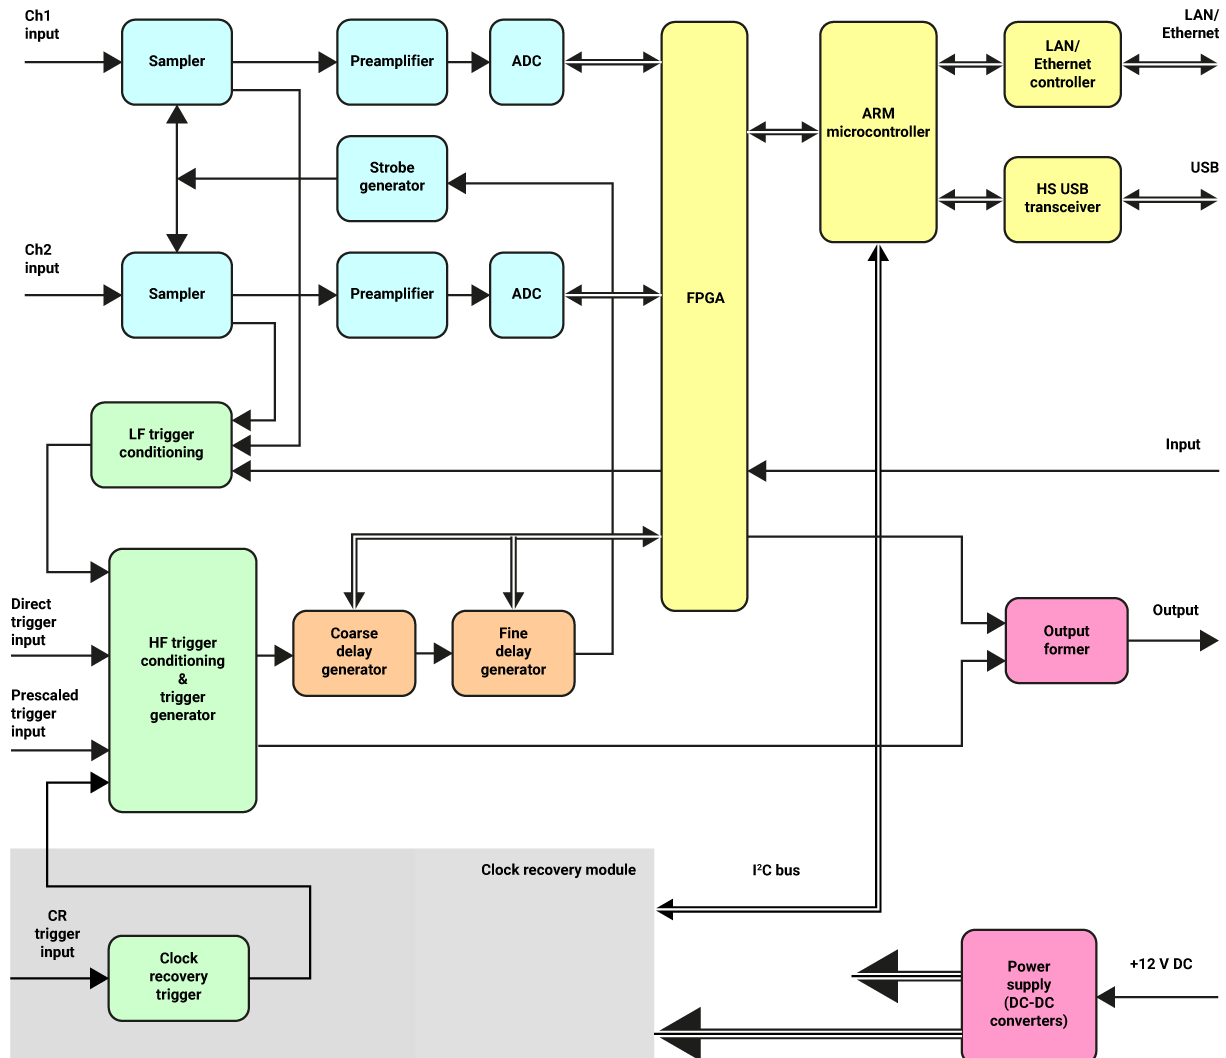 Ch1
input
Sampler
Preamplifier
ADC
FPGA
ARM
microcontroller
LAN/
Ethernet
controller
LAN/
Ethernet
Strobe
generator
HS USB
transceiver
USB
Ch2
input
Sampler
Preamplifier
ADC
LF trigger
conditioning
Input
Direct
trigger
input
Prescaled
trigger
input
HF trigger
conditioning
&
trigger
generator
Coarse
delay
generator
Fine
delay
generator
Output
former
Output
Clock recovery module
I²C bus
CR
trigger
input
Clock
recovery
trigger
Power
supply
(DC-DC
converters)
+12 V DC